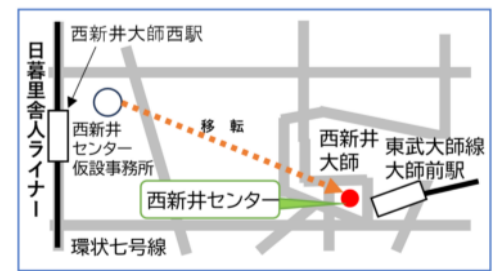 西新井大師西駅
日暮里舎人ライナー
西新井
センター
仮設事務所
移 転
西新井
大師
東武大師線
大師前駅
西新井センター
環状七号線